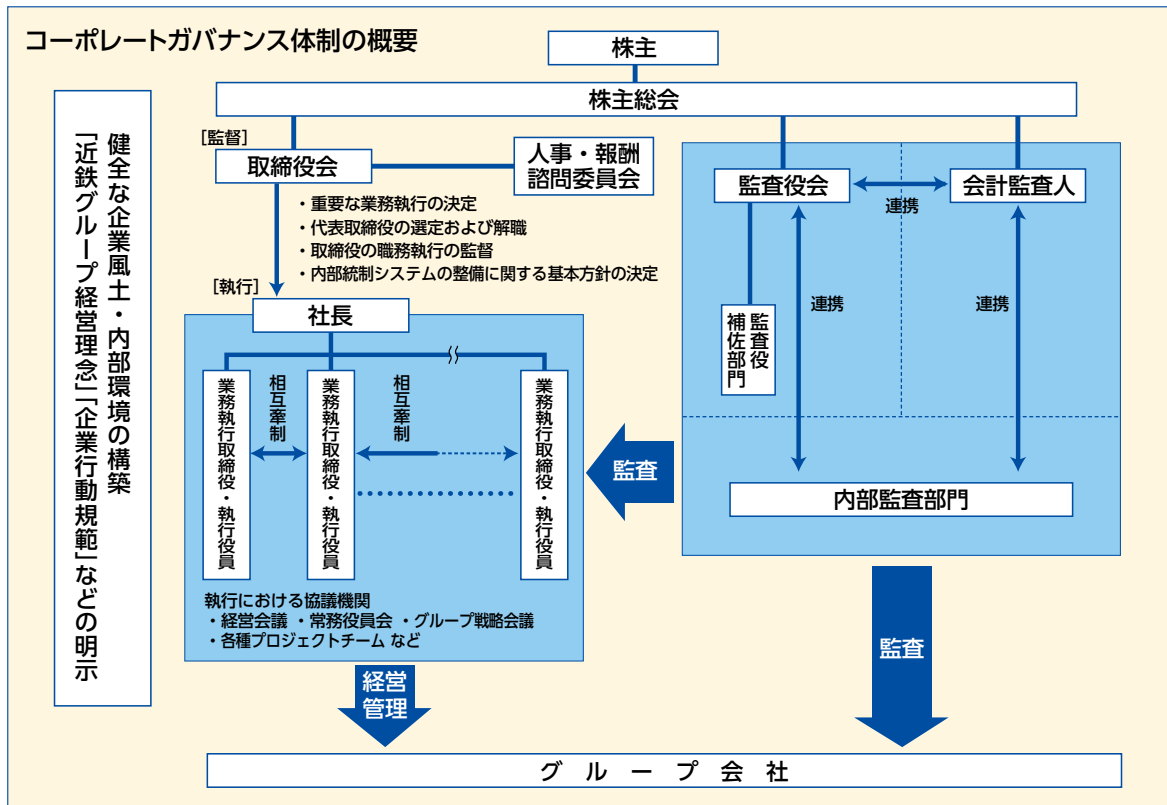 コーポレートガバナンス体制の概要
株主
株主総会
健全な企業風土・内部環境の構築
「近鉄グループ経営理念」「企業行動規範」などの明示
[監督]
取締役会
人事・報酬
諮問委員会
・重要な業務執行の決定
・代表取締役の選定および解職
・取締役の職務執行の監督
・内部統制システムの整備に関する基本方針の決定
[執行]
社長
業務執行取締役・執行役員
相互牽制
業務執行取締役・執行役員
相互牽制
業務執行取締役・執行役員
執行における協議機関
・経営会議 ・常務役員会 ・グループ戦略会議
・各種プロジェクトチーム など
監査役会
連携
会計監査人
監査役
補佐部門
連携
連携
内部監査部門
監査
監査
経営
管理
グループ会社